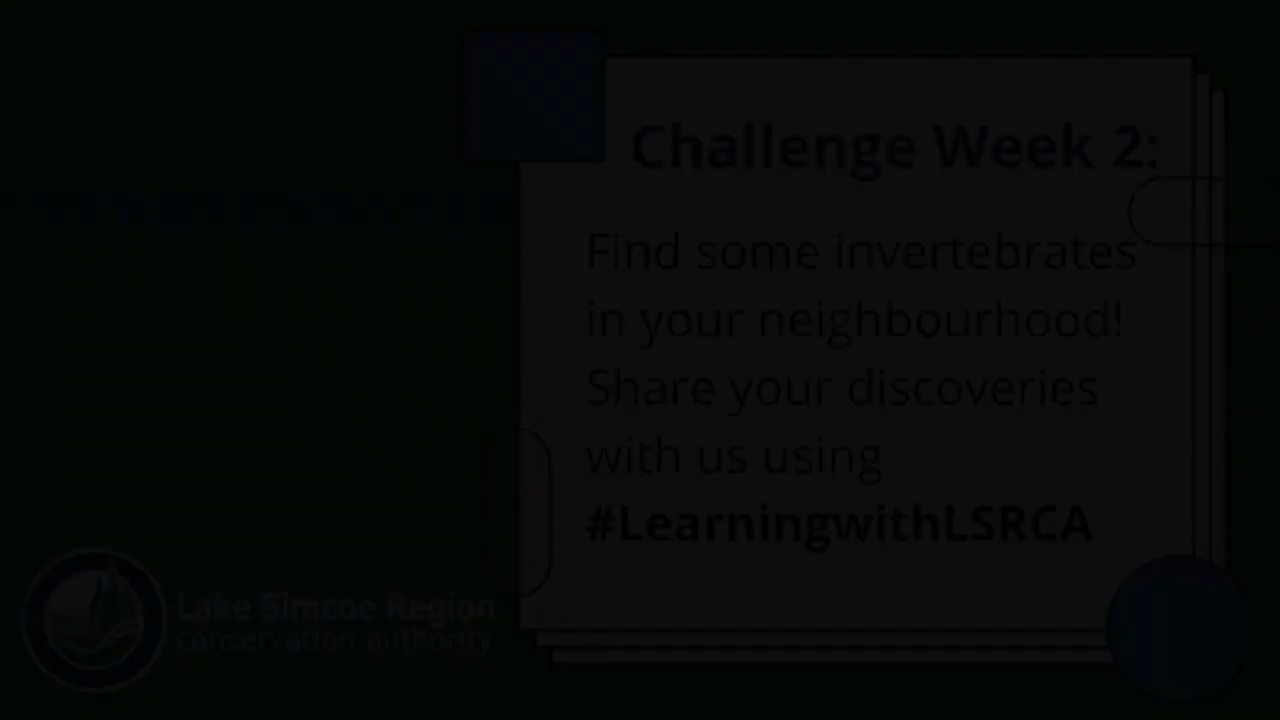 Challenge Week 2:
Find some invertebrates
in your neighbourhood!
Share your discoveries
with us using
#LearningwithLSRCA
Lake Simcoe Region
conservation authority